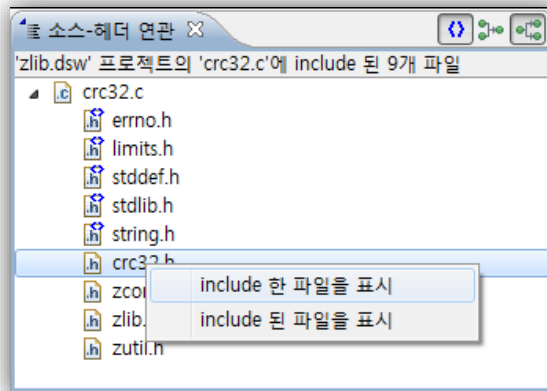 소스-헤더 연관
'zlib.dsw' 프로젝트의 'crc32.c'에 include 된 9개 파일
crc32.c
errno.h
limits.h
stddef.h
stdlib.h
string.h
crc32.h
include 한 파일을 표시
zlib.
include 된 파일을 표시
zutil.h